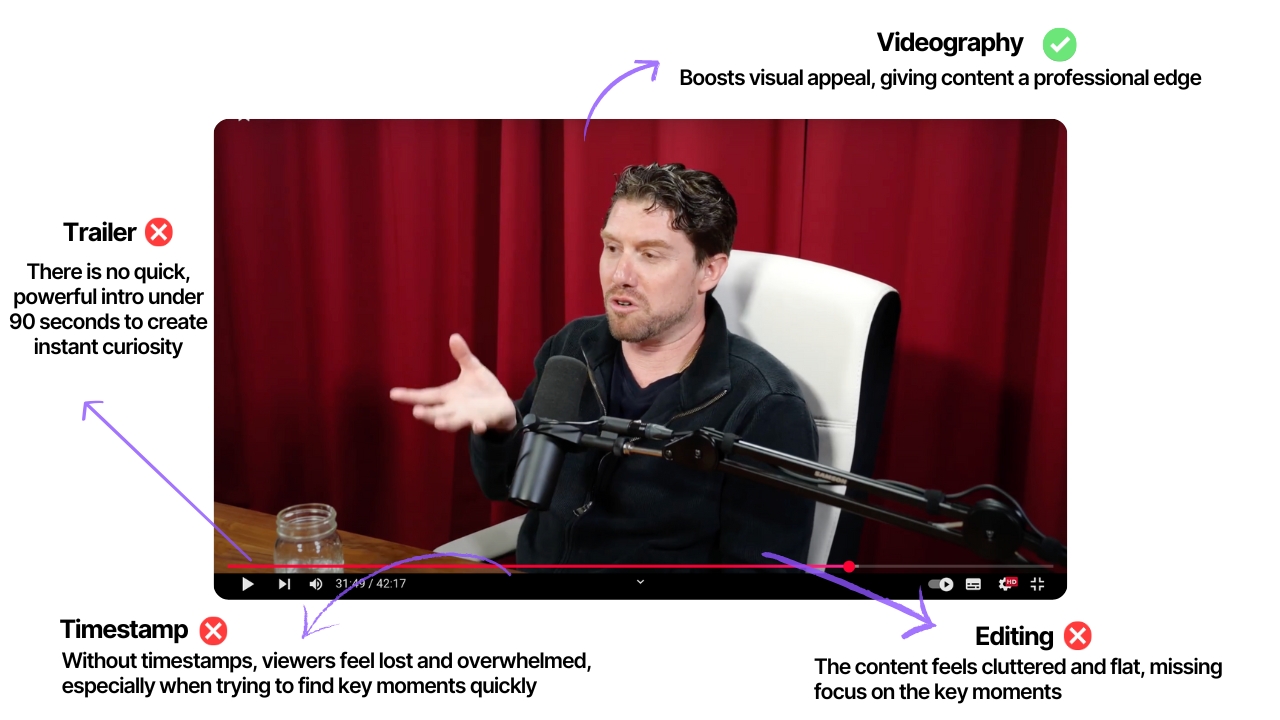 Videography
Boosts visual appeal, giving content a professional edge
Trailer
There is no quick,
powerful intro under
90 seconds to create
instant curiosity
SAMSON
31:49 / 42:17
HD
Timestamp
Without timestamps, viewers feel lost and overwhelmed,
especially when trying to find key moments quickly
Editing
The content feels cluttered and flat, missing
focus on the key moments